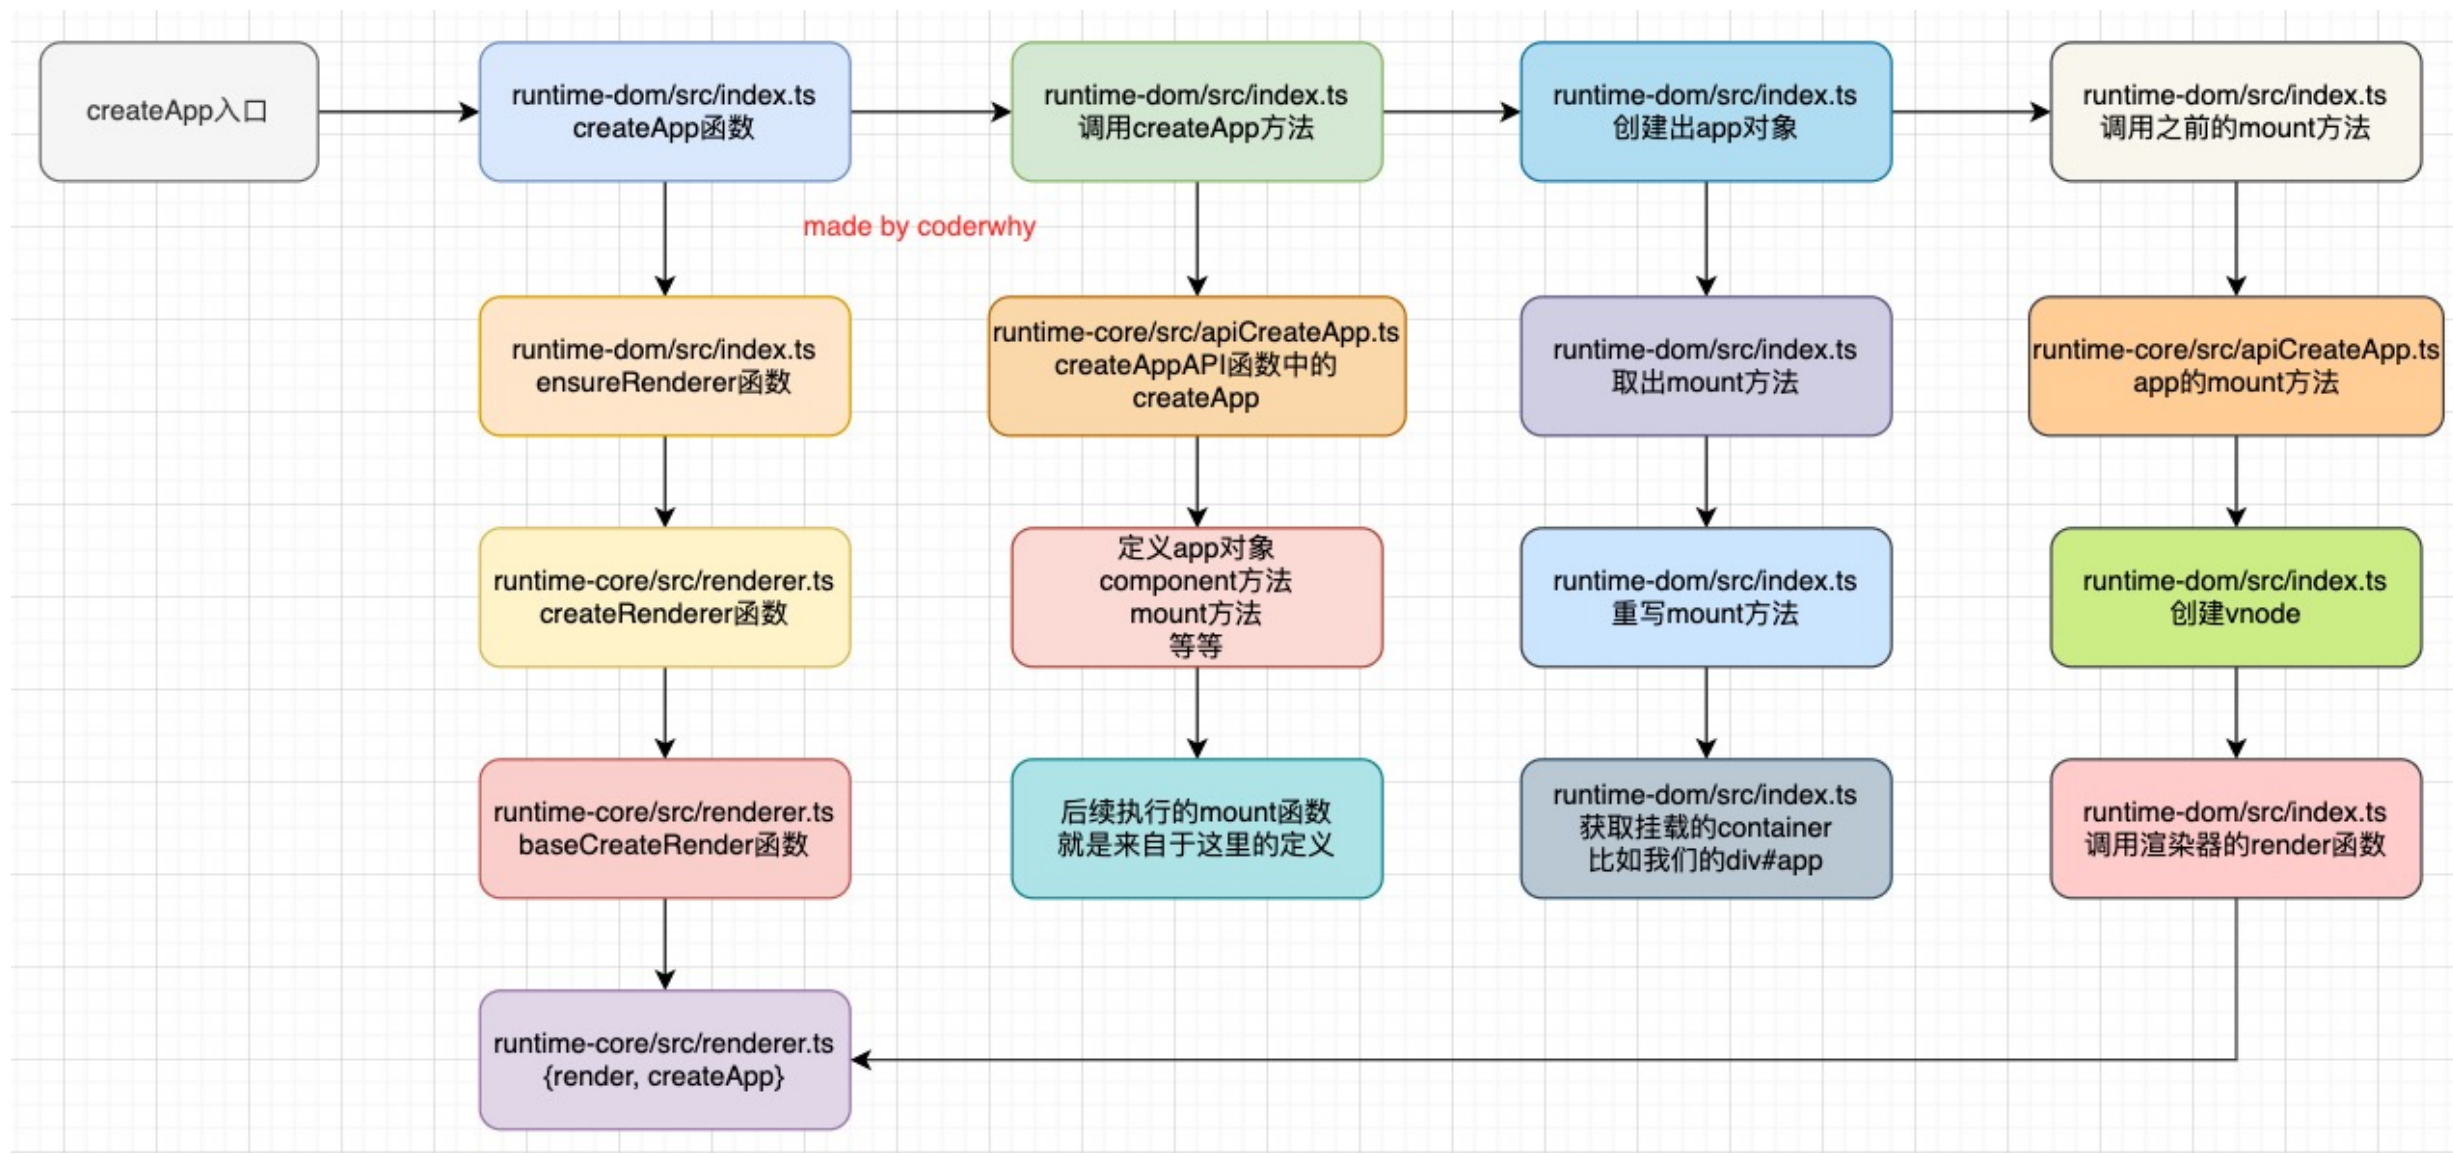 createApp入口
runtime-dom/src/index.ts
createApp函数
runtime-dom/src/index.ts
调用createApp方法
runtime-dom/src/index.ts
创建出app对象
runtime-dom/src/index.ts
调用之前的mount方法
made by coderwhy
runtime-dom/src/index.ts
ensureRenderer函数
runtime-core/src/apiCreateApp.ts
createAppAPI函数中的
createApp
runtime-dom/src/index.ts
取出mount方法
runtime-core/src/apiCreateApp.ts
app的mount方法
runtime-core/src/renderer.ts
createRenderer函数
定义app对象
component方法
mount方法
等等
runtime-dom/src/index.ts
重写mount方法
runtime-dom/src/index.ts
创建vnode
runtime-core/src/renderer.ts
baseCreateRender函数
后续执行的mount函数
就是来自于这里的定义
runtime-dom/src/index.ts
获取挂载的container
比如我们的div#app
runtime-dom/src/index.ts
调用渲染器的render函数
runtime-core/src/renderer.ts
{render, createApp}